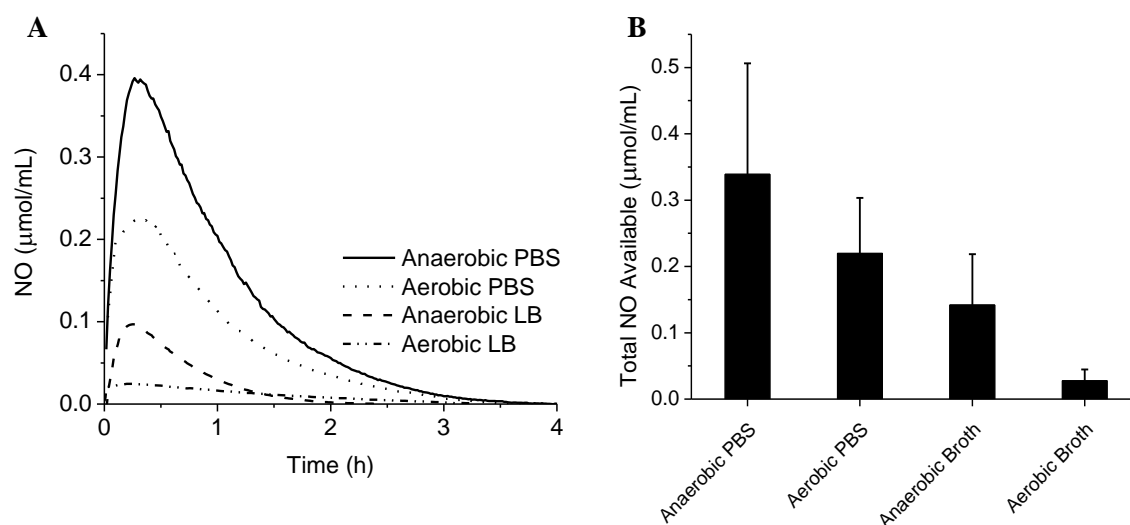 A
NO (μmol/mL)
0.4
0.3
0.2
0.1
0.0
Anaerobic PBS
Aerobic PBS
Anaerobic LB
Aerobic LB
0 1 2 3 4
Time (h)
B
Total NO Available (μmol/mL)
0.5
0.4
0.3
0.2
0.1
0.0
Anaerobic PBS
Aerobic PBS
Anaerobic Broth
Aerobic Broth